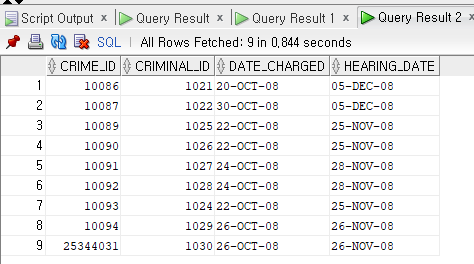 Script Output × Query Result × Query Result 1 × Query Result 2 ×
SQL | All Rows Fetched: 9 in 0,844 seconds
CRIME_ID CRIMINAL_ID DATE_CHARGED HEARING_DATE
1 10086 1021 20-OCT-08 05-DEC-08
2 10087 1022 30-OCT-08 05-DEC-08
3 10089 1025 22-OCT-08 25-NOV-08
4 10090 1026 22-OCT-08 25-NOV-08
5 10091 1027 24-OCT-08 28-NOV-08
6 10092 1028 24-OCT-08 28-NOV-08
7 10093 1024 22-OCT-08 25-NOV-08
8 10094 1029 26-OCT-08 26-NOV-08
9 25344031 1030 26-OCT-08 26-NOV-08